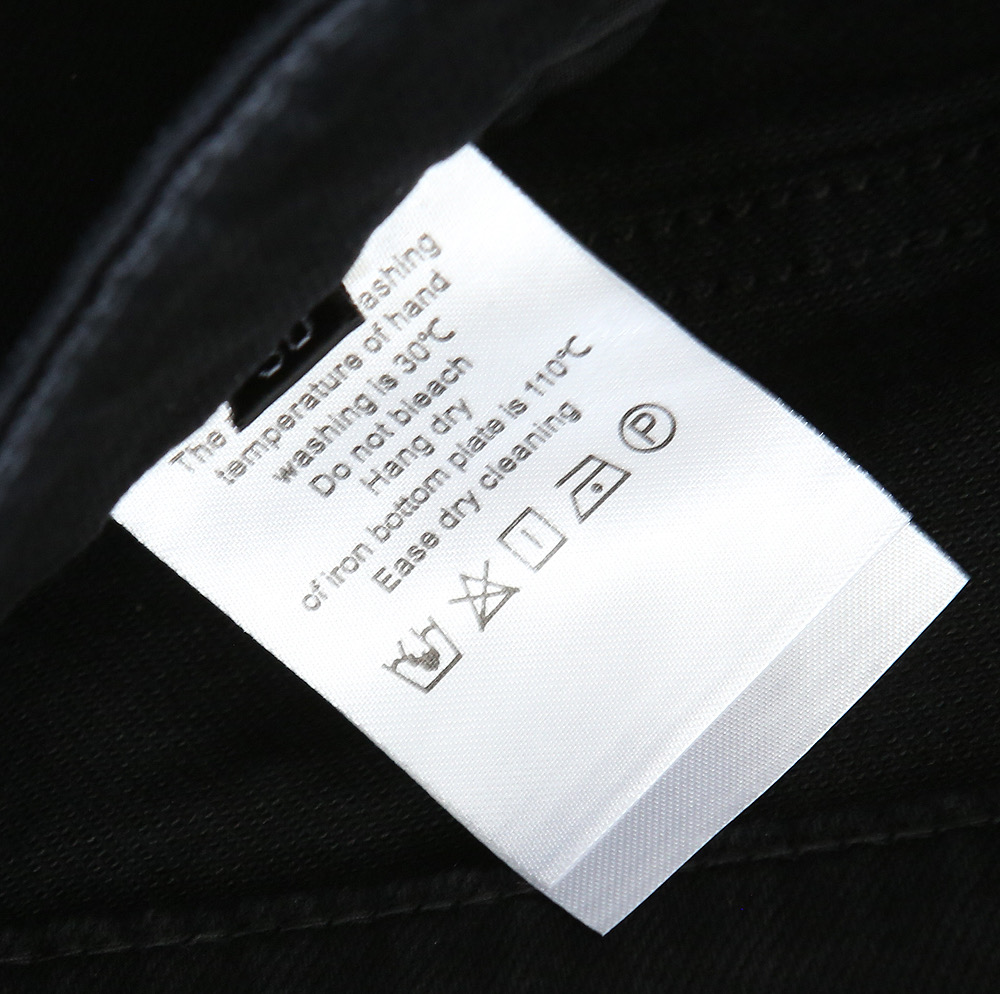 The ashing
temperature of hand
washing is 30℃
Do not bleach
Hang dry
of iron bottom plate is 110℃
Ease dry cleaning
P